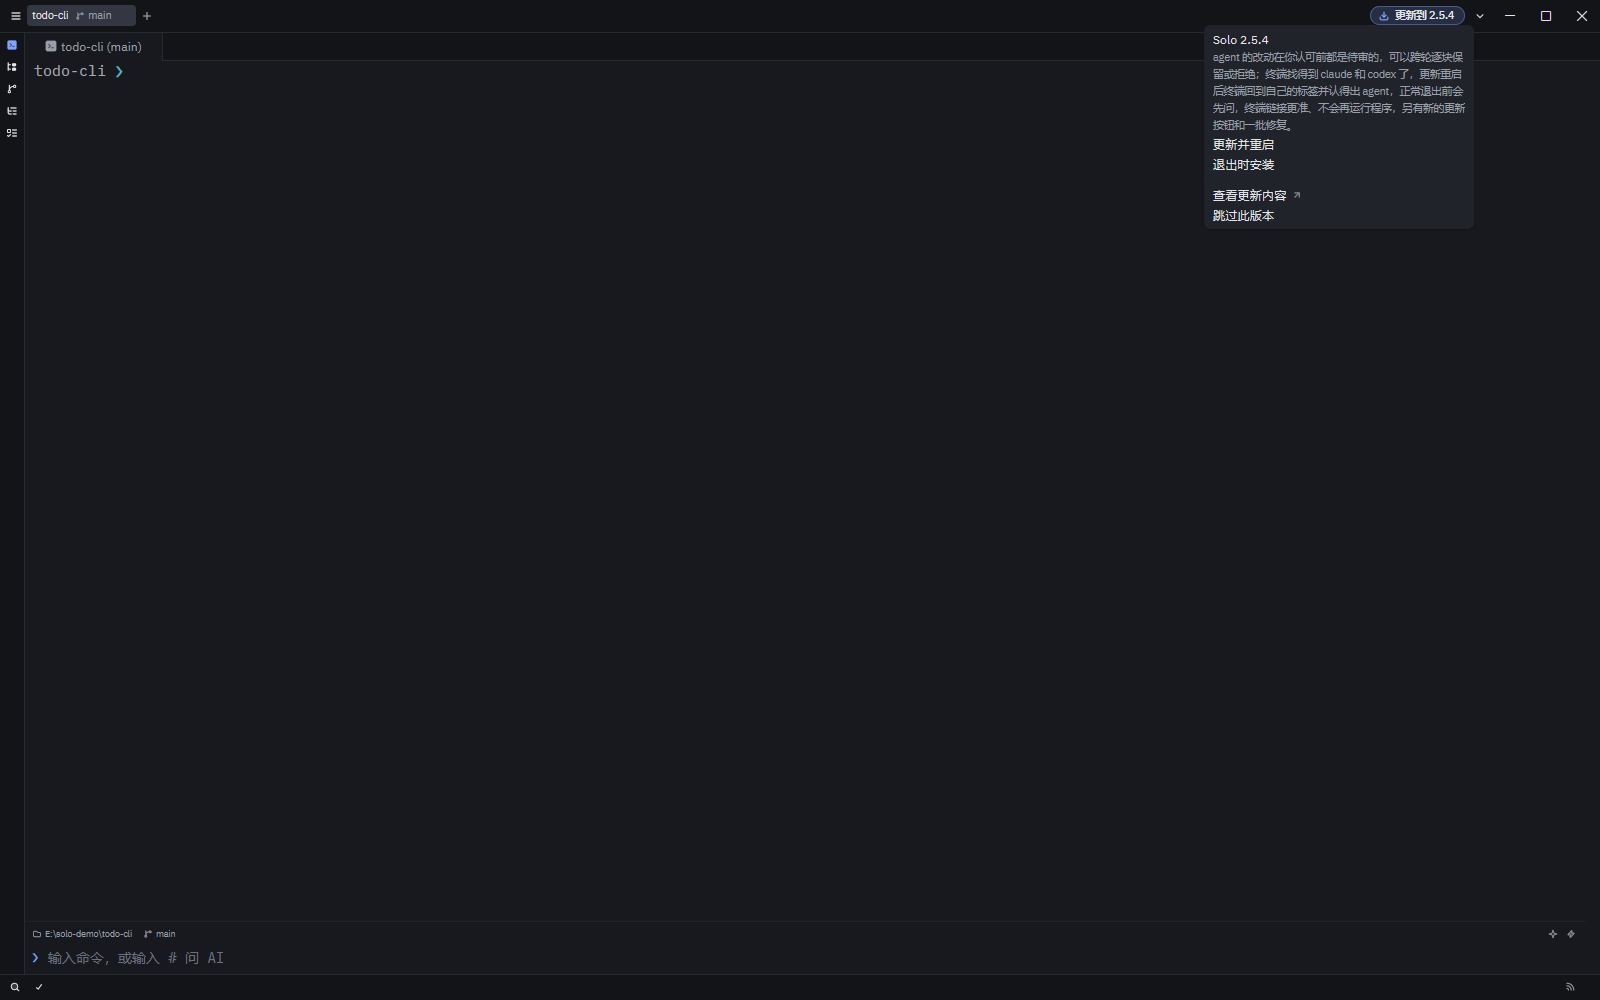 todo-cli main
更新到 2.5.4
todo-cli (main)
todo-cli ❯
Solo 2.5.4
agent 的改动在你认可前都是待审的，可以跨轮逐块保
留或拒绝；终端找得到 claude 和 codex 了，更新重启
后终端回到自己的标签并认得出 agent，正常退出前会
先问，终端链接更准、不会再运行程序，另有新的更新
按钮和一批修复。
更新并重启
退出时安装
查看更新内容
跳过此版本
E:\solo-demo\todo-cli main
❯ 输入命令，或输入 # 问 AI